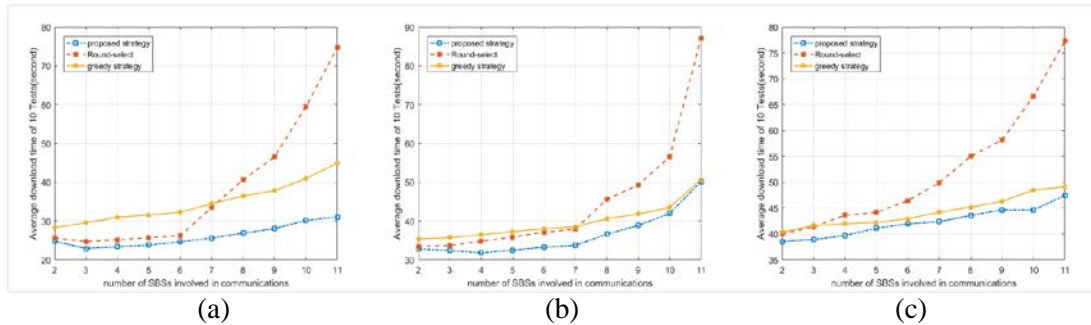 80
70
60
50
40
30
20
Average download time of 10 Tests(second)
proposed strategy
Round-select
greedy strategy
2 3 4 5 6 7 8 9 10 11
number of SBSs involved in communications
(a)
90
80
70
60
50
40
30
20
Average download time of 10 Tests(second)
proposed strategy
Round-select
greedy strategy
2 3 4 5 6 7 8 9 10 11
number of SBSs involved in communications
(b)
80
75
70
65
60
55
50
45
40
35
Average download time of 10 Tests(second)
proposed strategy
Round-select
greedy strategy
2 3 4 5 6 7 8 9 10 11
number of SBSs involved in communications
(c)